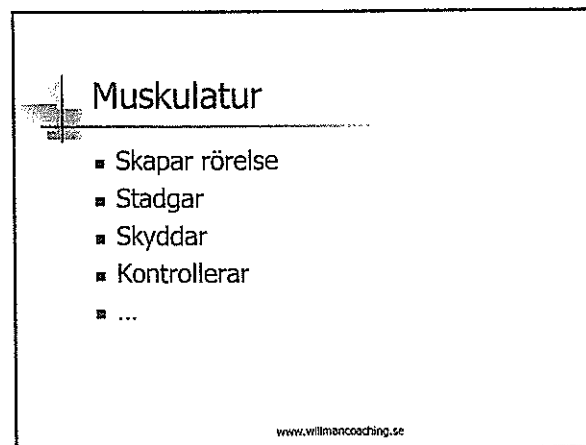 Muskulatur
▪ Skapar rörelse
▪ Stadgar
▪ Skyddar
▪ Kontrollerar
▪ ...
www.willmancoaching.se